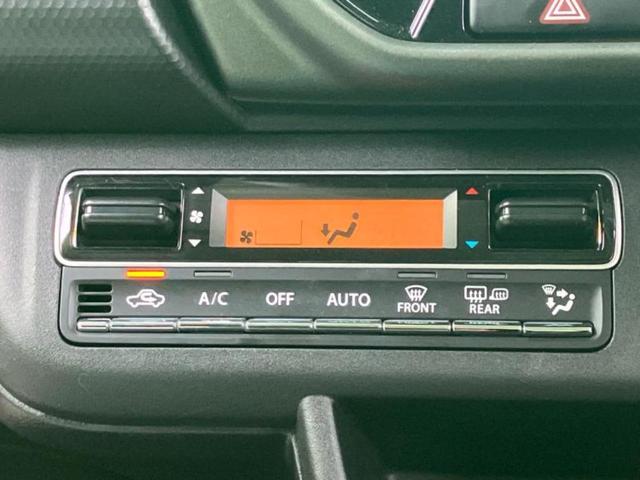 A/C OFF AUTO FRONT REAR